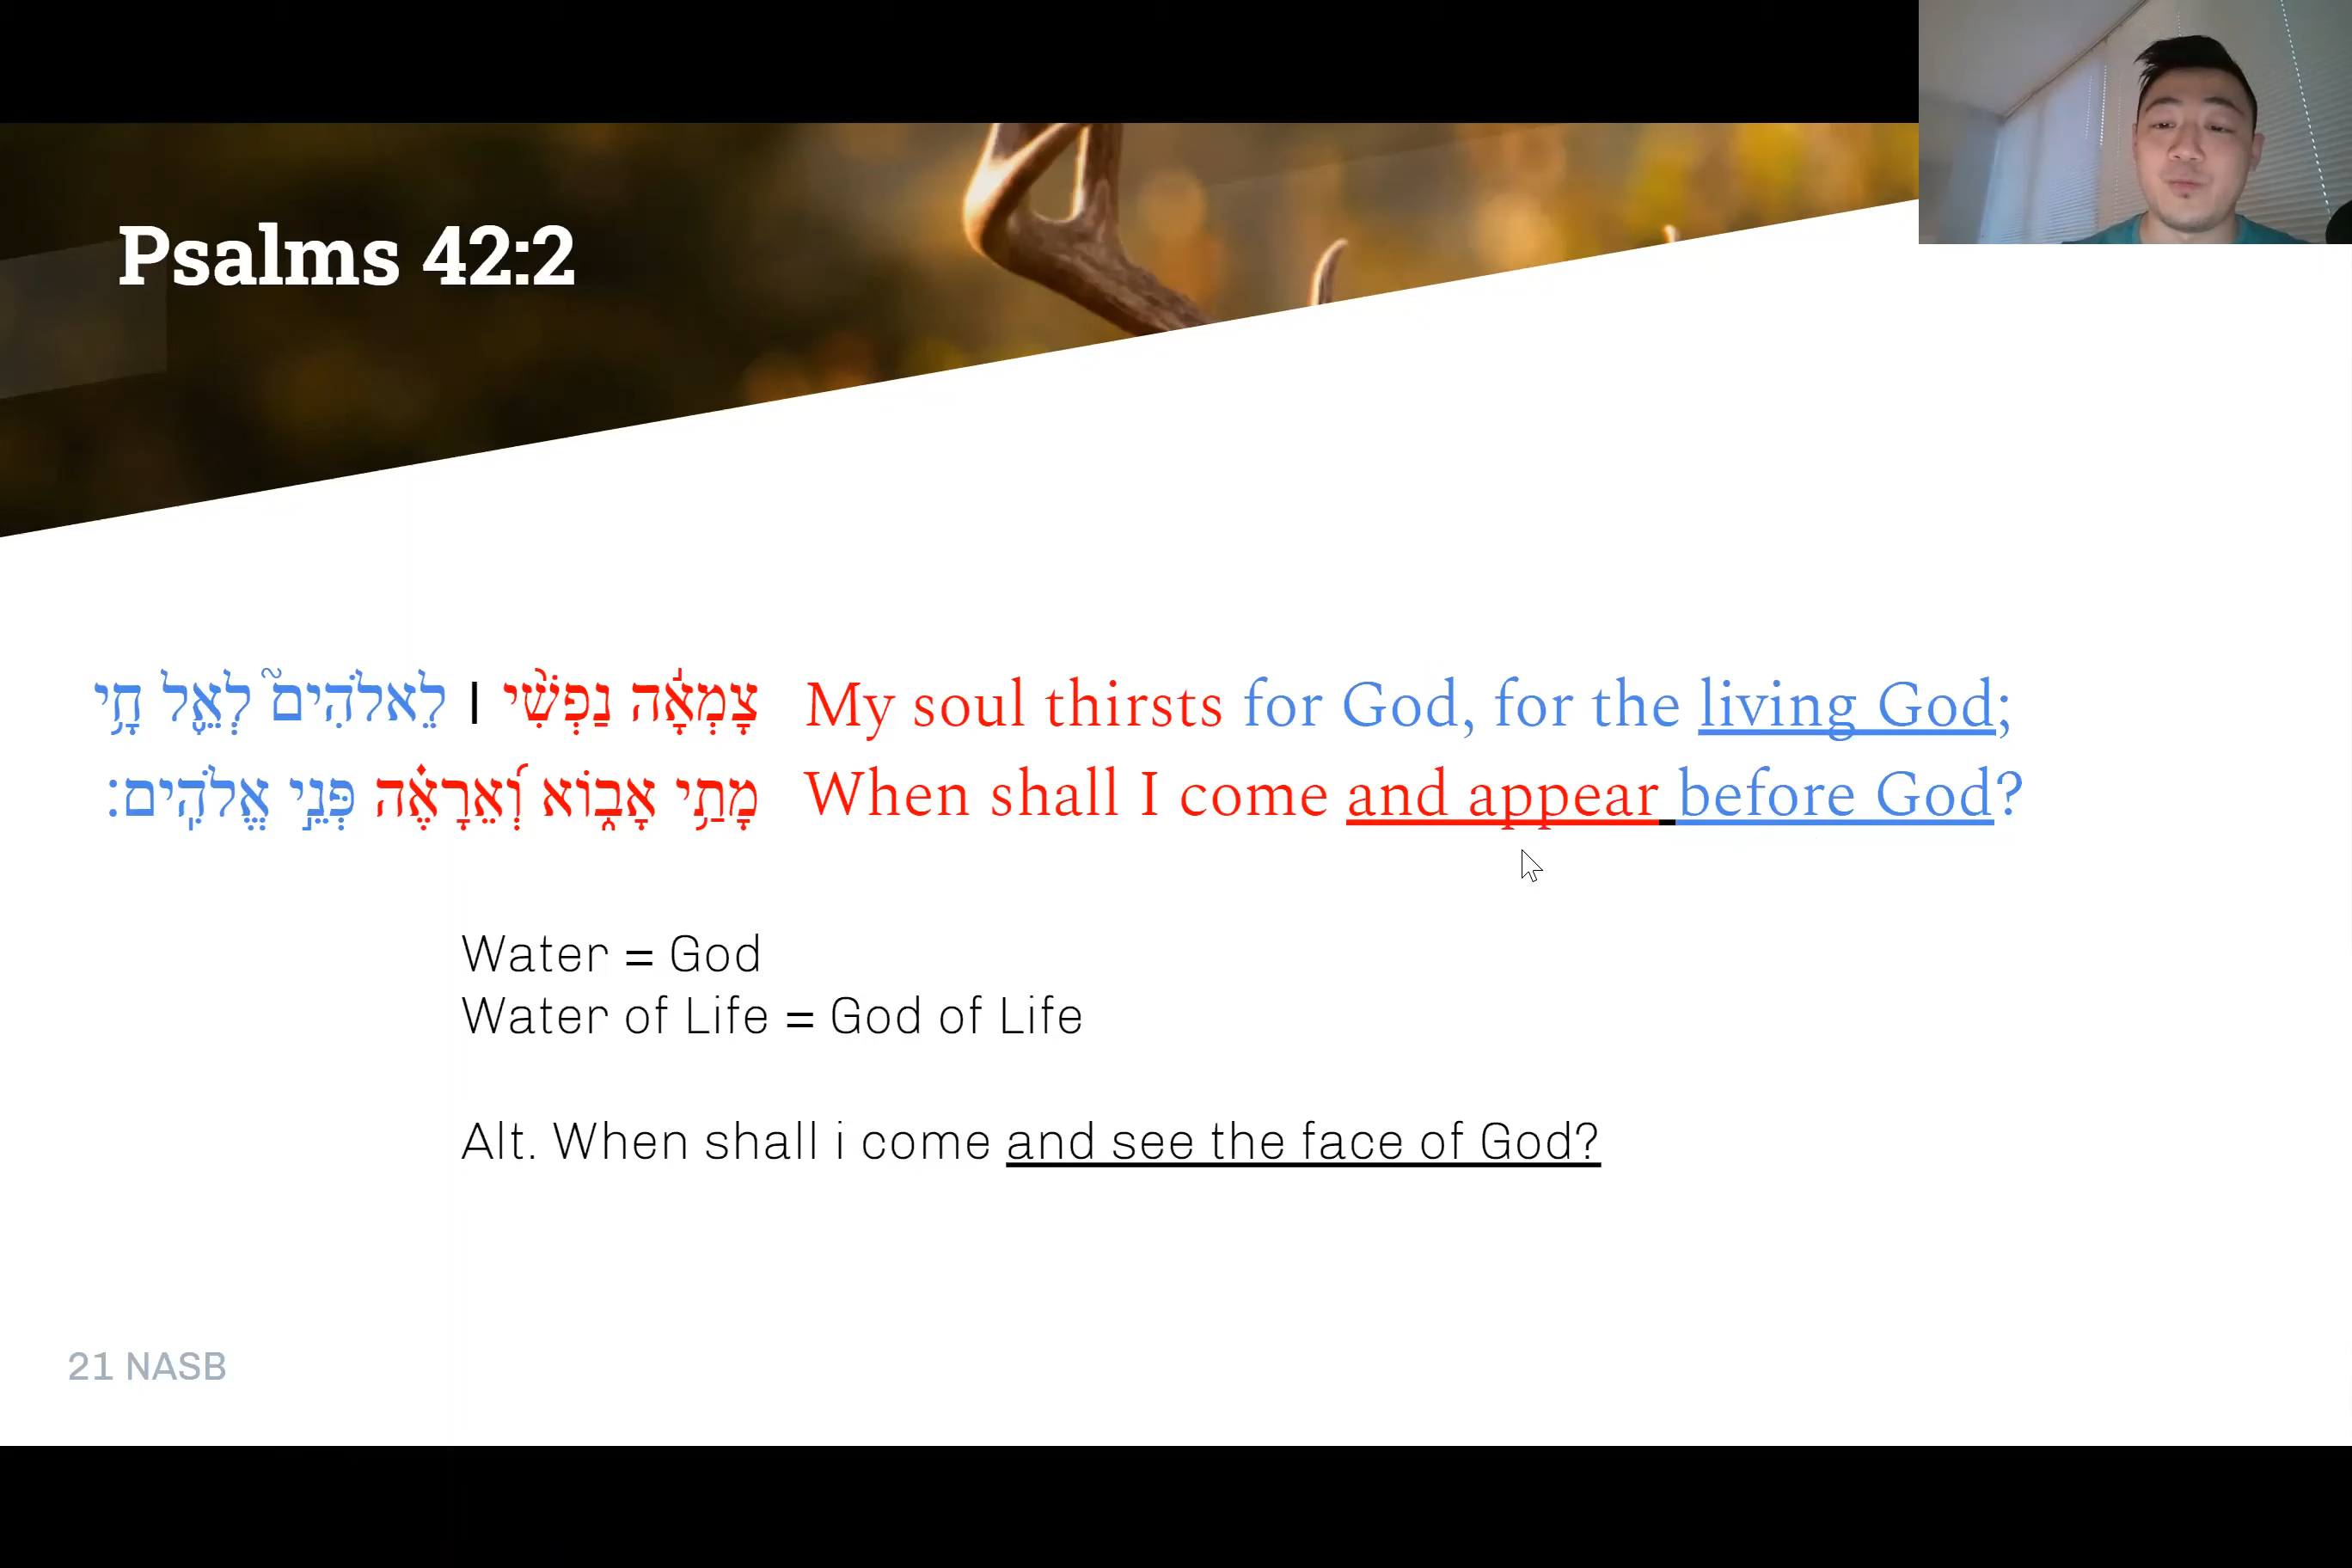 Psalms 42:2
צָמְאָ֬ה נַפְשִׁ֨י ׀ לֵאלֹהִים֮ לְאֵ֢ל חָ֥י My soul thirsts for God, for the living God;
מָתַ֥י אָב֑וֹא וְ֝אֵרָאֶ֗ה פְּנֵ֣י אֱלֹהִֽים׃ When shall I come and appear before God?
Water = God
Water of Life = God of Life
Alt. When shall i come and see the face of God?
21 NASB